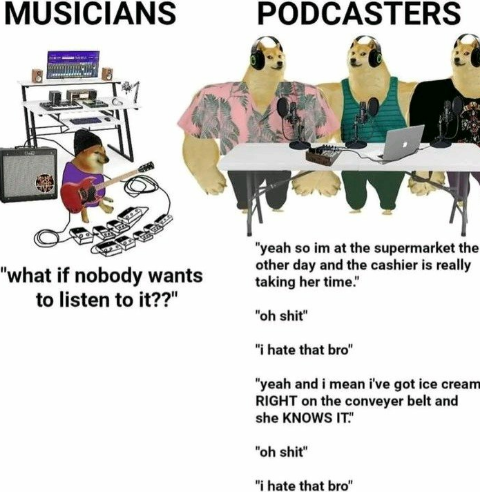 MUSICIANS
PODCASTERS
"what if nobody wants
to listen to it??"
"yeah so im at the supermarket the
other day and the cashier is really
taking her time."
"oh shit"
"i hate that bro"
"yeah and i mean i've got ice cream
RIGHT on the conveyer belt and
she KNOWS IT."
"oh shit"
"i hate that bro"